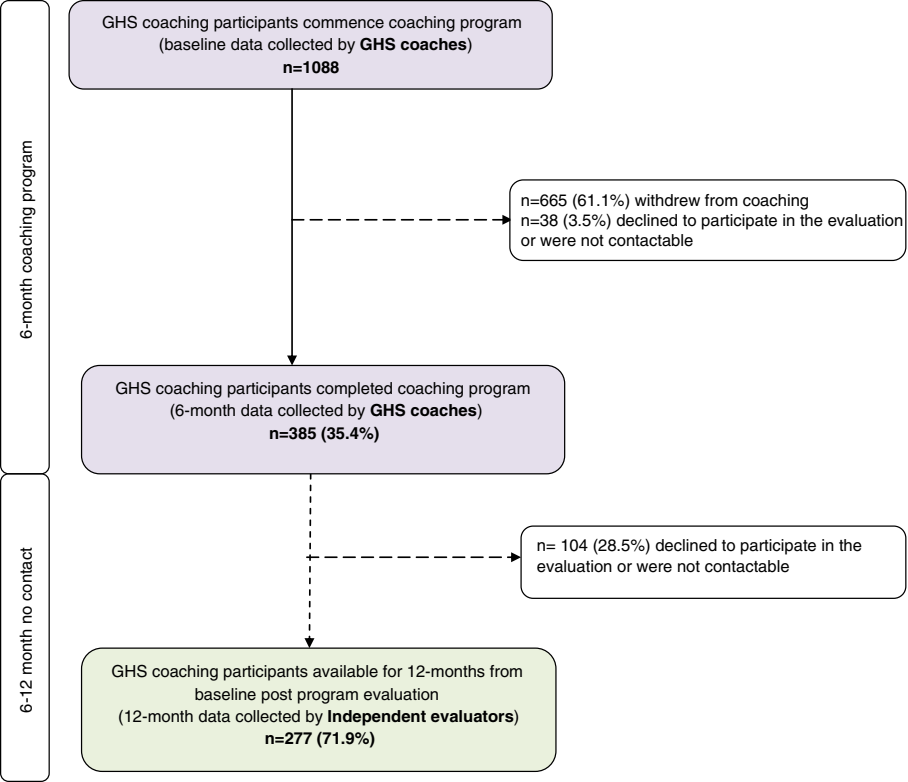 GHS coaching participants commence coaching program
(baseline data collected by GHS coaches)
n=1088
6-month coaching program
n=665 (61.1%) withdrew from coaching
n=38 (3.5%) declined to participate in the evaluation
or were not contactable
GHS coaching participants completed coaching program
(6-month data collected by GHS coaches)
n=385 (35.4%)
6-12 month no contact
n= 104 (28.5%) declined to participate in the
evaluation or were not contactable
GHS coaching participants available for 12-months from
baseline post program evaluation
(12-month data collected by Independent evaluators)
n=277 (71.9%)